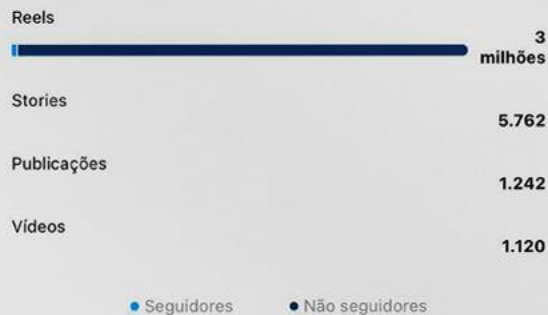 Reels
3
milhões
Stories
5.762
Publicações
1.242
Vídeos
1.120
Seguidores
Não seguidores